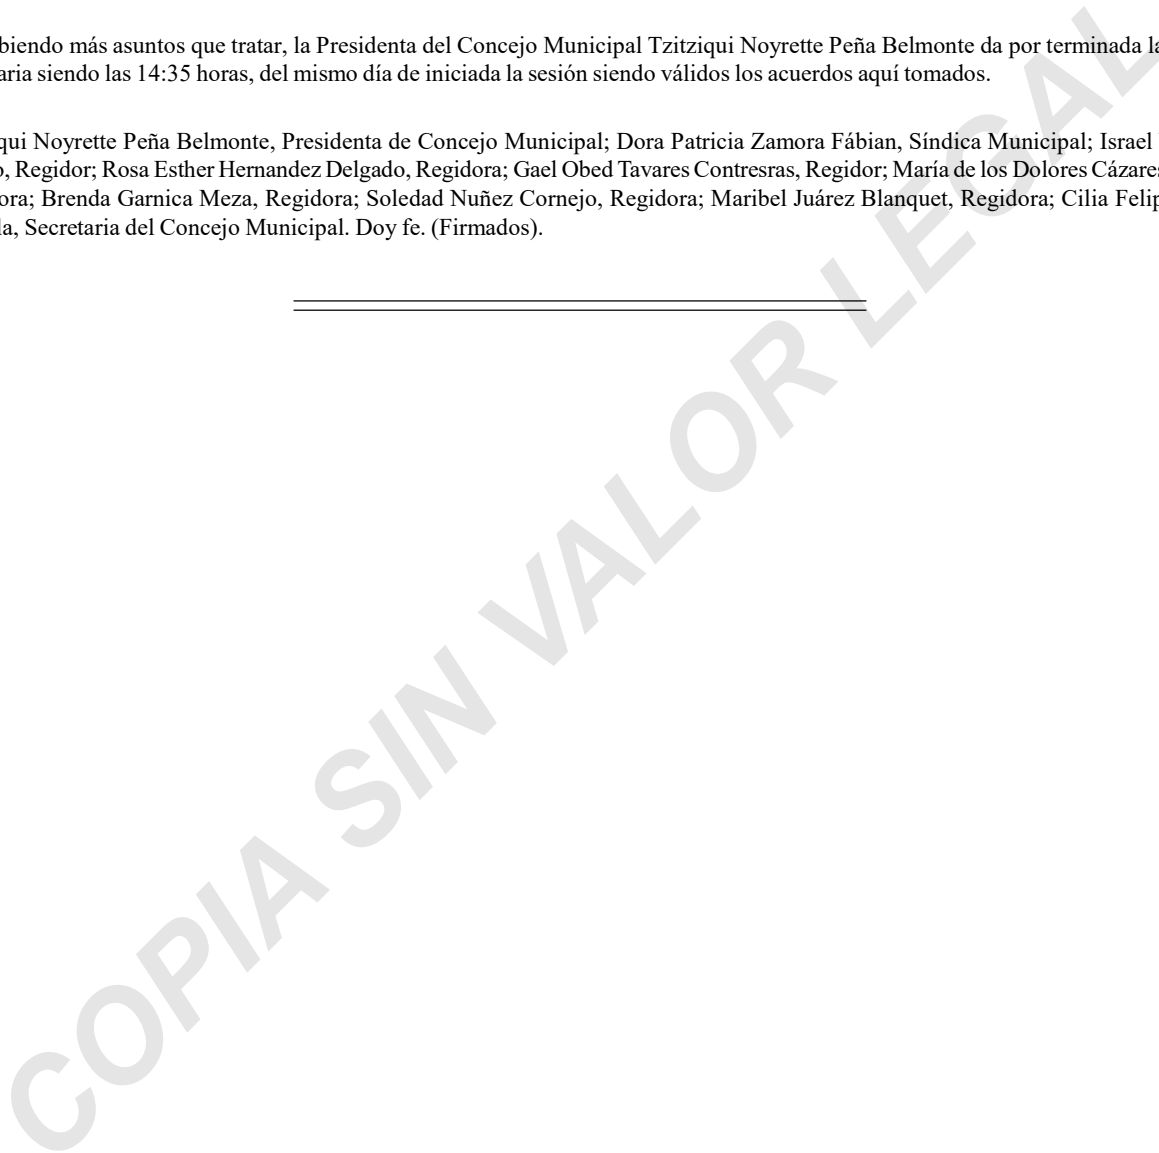 biendo más asuntos que tratar, la Presidenta del Concejo Municipal Tzitziqui Noyrette Peña Belmonte da por terminada la
aria siendo las 14:35 horas, del mismo día de iniciada la sesión siendo válidos los acuerdos aquí tomados.
qui Noyrette Peña Belmonte, Presidenta de Concejo Municipal; Dora Patricia Zamora Fábian, Síndica Municipal; Israel
o, Regidor; Rosa Esther Hernandez Delgado, Regidora; Gael Obed Tavares Contresras, Regidor; María de los Dolores Cázares
ora; Brenda Garnica Meza, Regidora; Soledad Nuñez Cornejo, Regidora; Maribel Juárez Blanquet, Regidora; Cilia Felip
la, Secretaria del Concejo Municipal. Doy fe. (Firmados).
COPIA SIN VALOR LEGAL